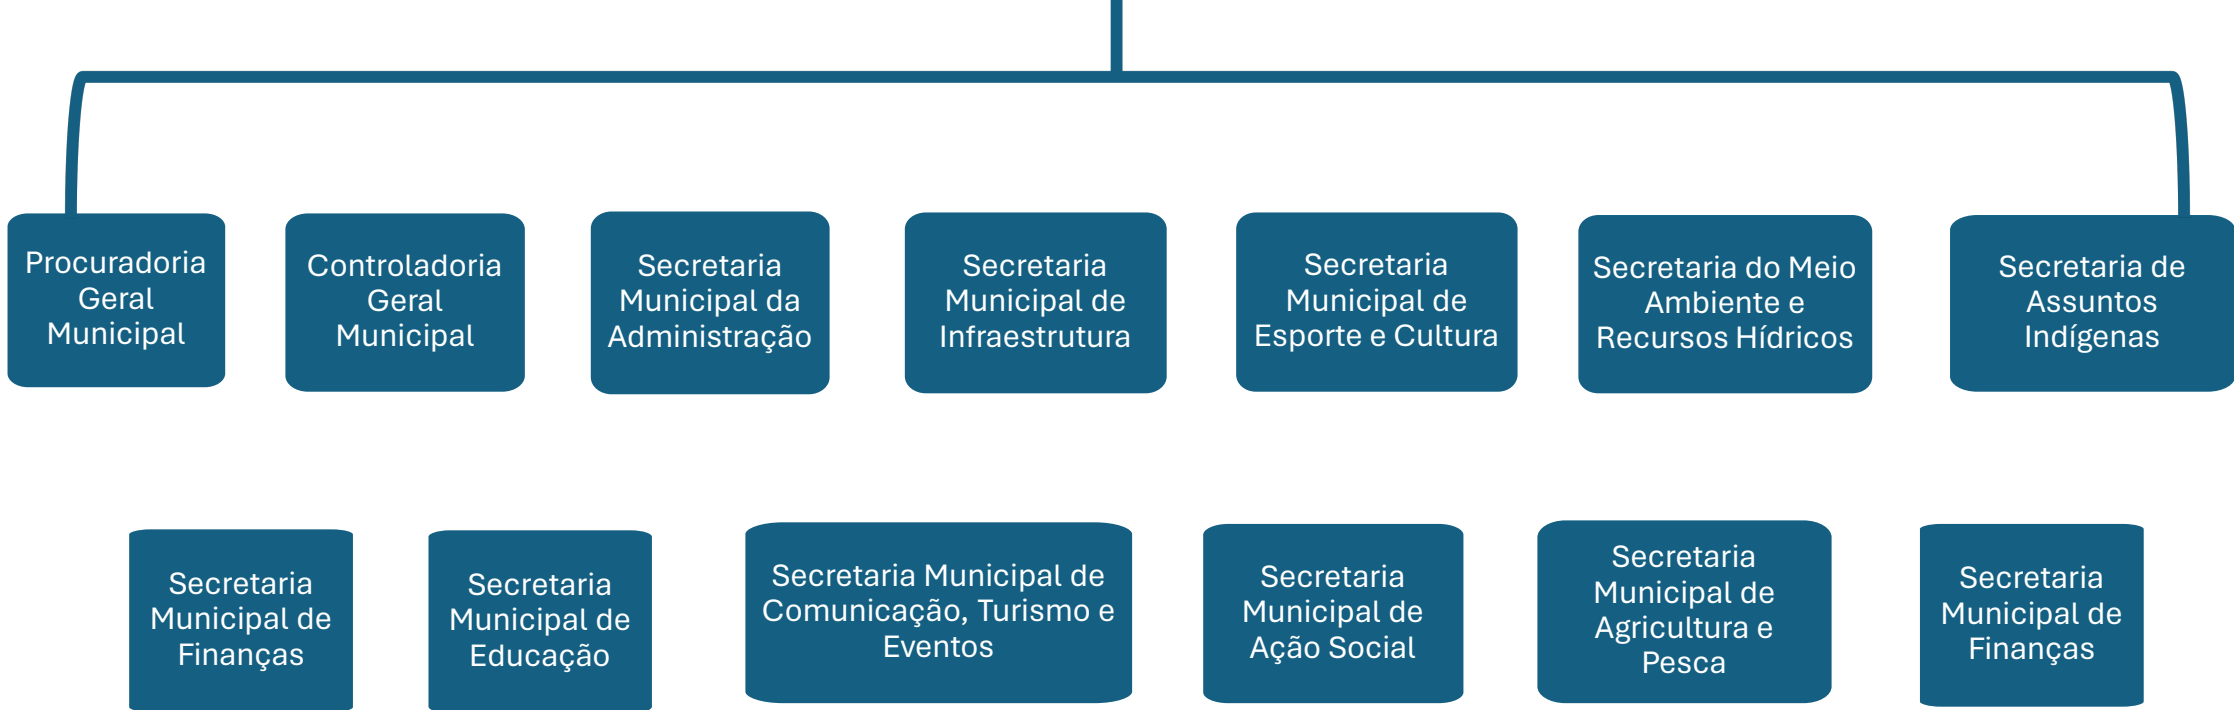 Procuradoria
Geral
Municipal
Controladoria
Geral
Municipal
Secretaria
Municipal da
Administração
Secretaria
Municipal de
Infraestrutura
Secretaria
Municipal de
Esporte e Cultura
Secretaria do Meio
Ambiente e
Recursos Hídricos
Secretaria de
Assuntos
Indígenas
Secretaria
Municipal de
Finanças
Secretaria
Municipal de
Educação
Secretaria Municipal de
Comunicação, Turismo e
Eventos
Secretaria
Municipal de
Ação Social
Secretaria
Municipal de
Agricultura e
Pesca
Secretaria
Municipal de
Finanças